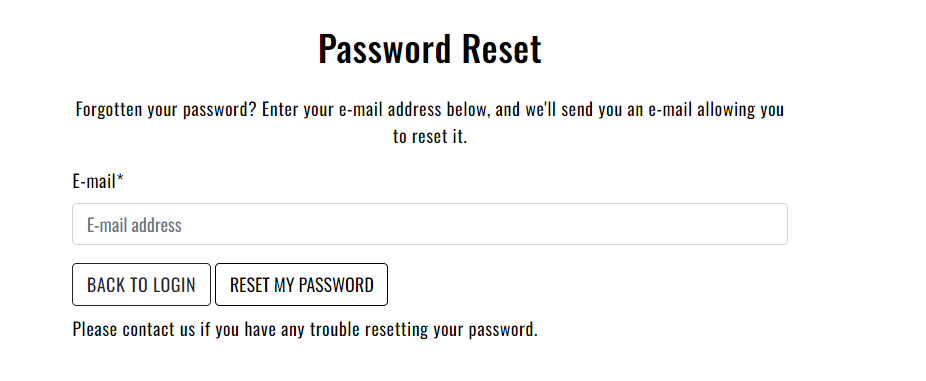 Password Reset
Forgotten your password? Enter your e-mail address below, and we'll send you an e-mail allowing you
to reset it.
E-mail*
E-mail address
BACK TO LOGIN RESET MY PASSWORD
Please contact us if you have any trouble resetting your password.